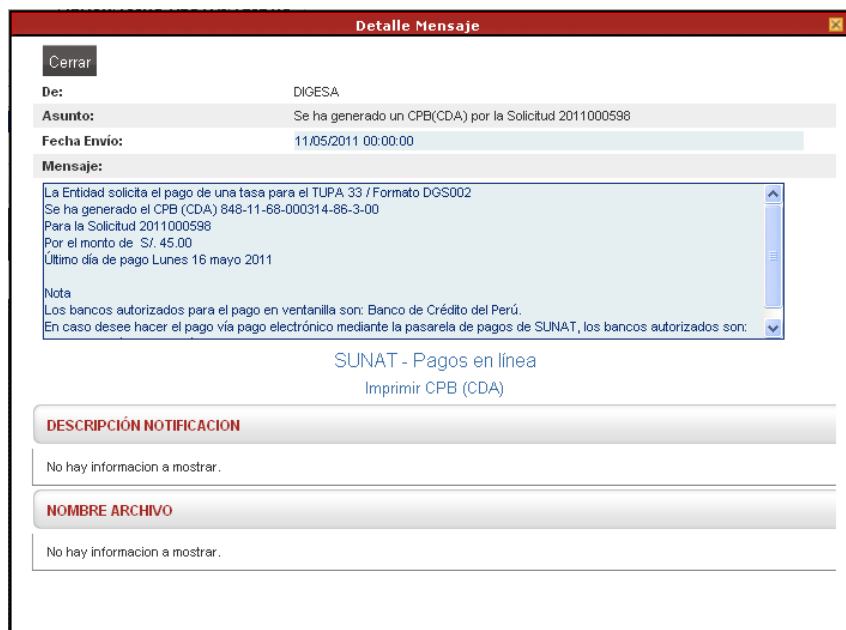 Detalle Mensaje
Cerrar
De: DIGESA
Asunto: Se ha generado un CPB(CDA) por la Solicitud 2011000598
Fecha Envío: 11/05/2011 00:00:00
Mensaje:
La Entidad solicita el pago de una tasa para el TUPA 33 / Formato DGS002
Se ha generado el CPB (CDA) 848-11-68-000314-86-3-00
Para la Solicitud 2011000598
Por el monto de S/. 45.00
Último día de pago Lunes 16 mayo 2011
Nota
Los bancos autorizados para el pago en ventanilla son: Banco de Crédito del Perú.
En caso desee hacer el pago vía pago electrónico mediante la pasarela de pagos de SUNAT, los bancos autorizados son:
SUNAT - Pagos en línea
Imprimir CPB (CDA)
DESCRIPCIÓN NOTIFICACION
No hay informacion a mostrar.
NOMBRE ARCHIVO
No hay informacion a mostrar.